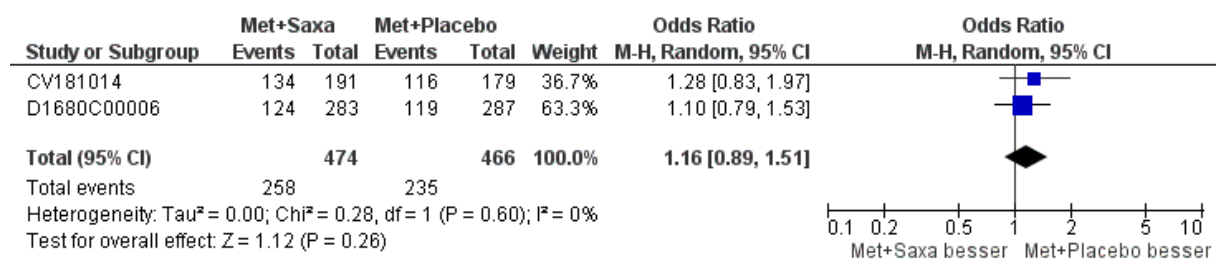 Met+Saxa Met+Placebo Odds Ratio Odds Ratio
Study or Subgroup Events Total Events Total Weight M-H, Random, 95% CI M-H, Random, 95% CI
CV181014 134 191 116 179 36.7% 1.28 [0.83, 1.97]
D1680C00006 124 283 119 287 63.3% 1.10 [0.79, 1.53]
Total (95% CI) 474 466 100.0% 1.16 [0.89, 1.51]
Total events 258 235
Heterogeneity: Tau² = 0.00; Chi² = 0.28, df = 1 (P = 0.60); I² = 0%
Test for overall effect: Z = 1.12 (P = 0.26)
0.1 0.2 0.5 1 2 5 10
Met+Saxa besser Met+Placebo besser